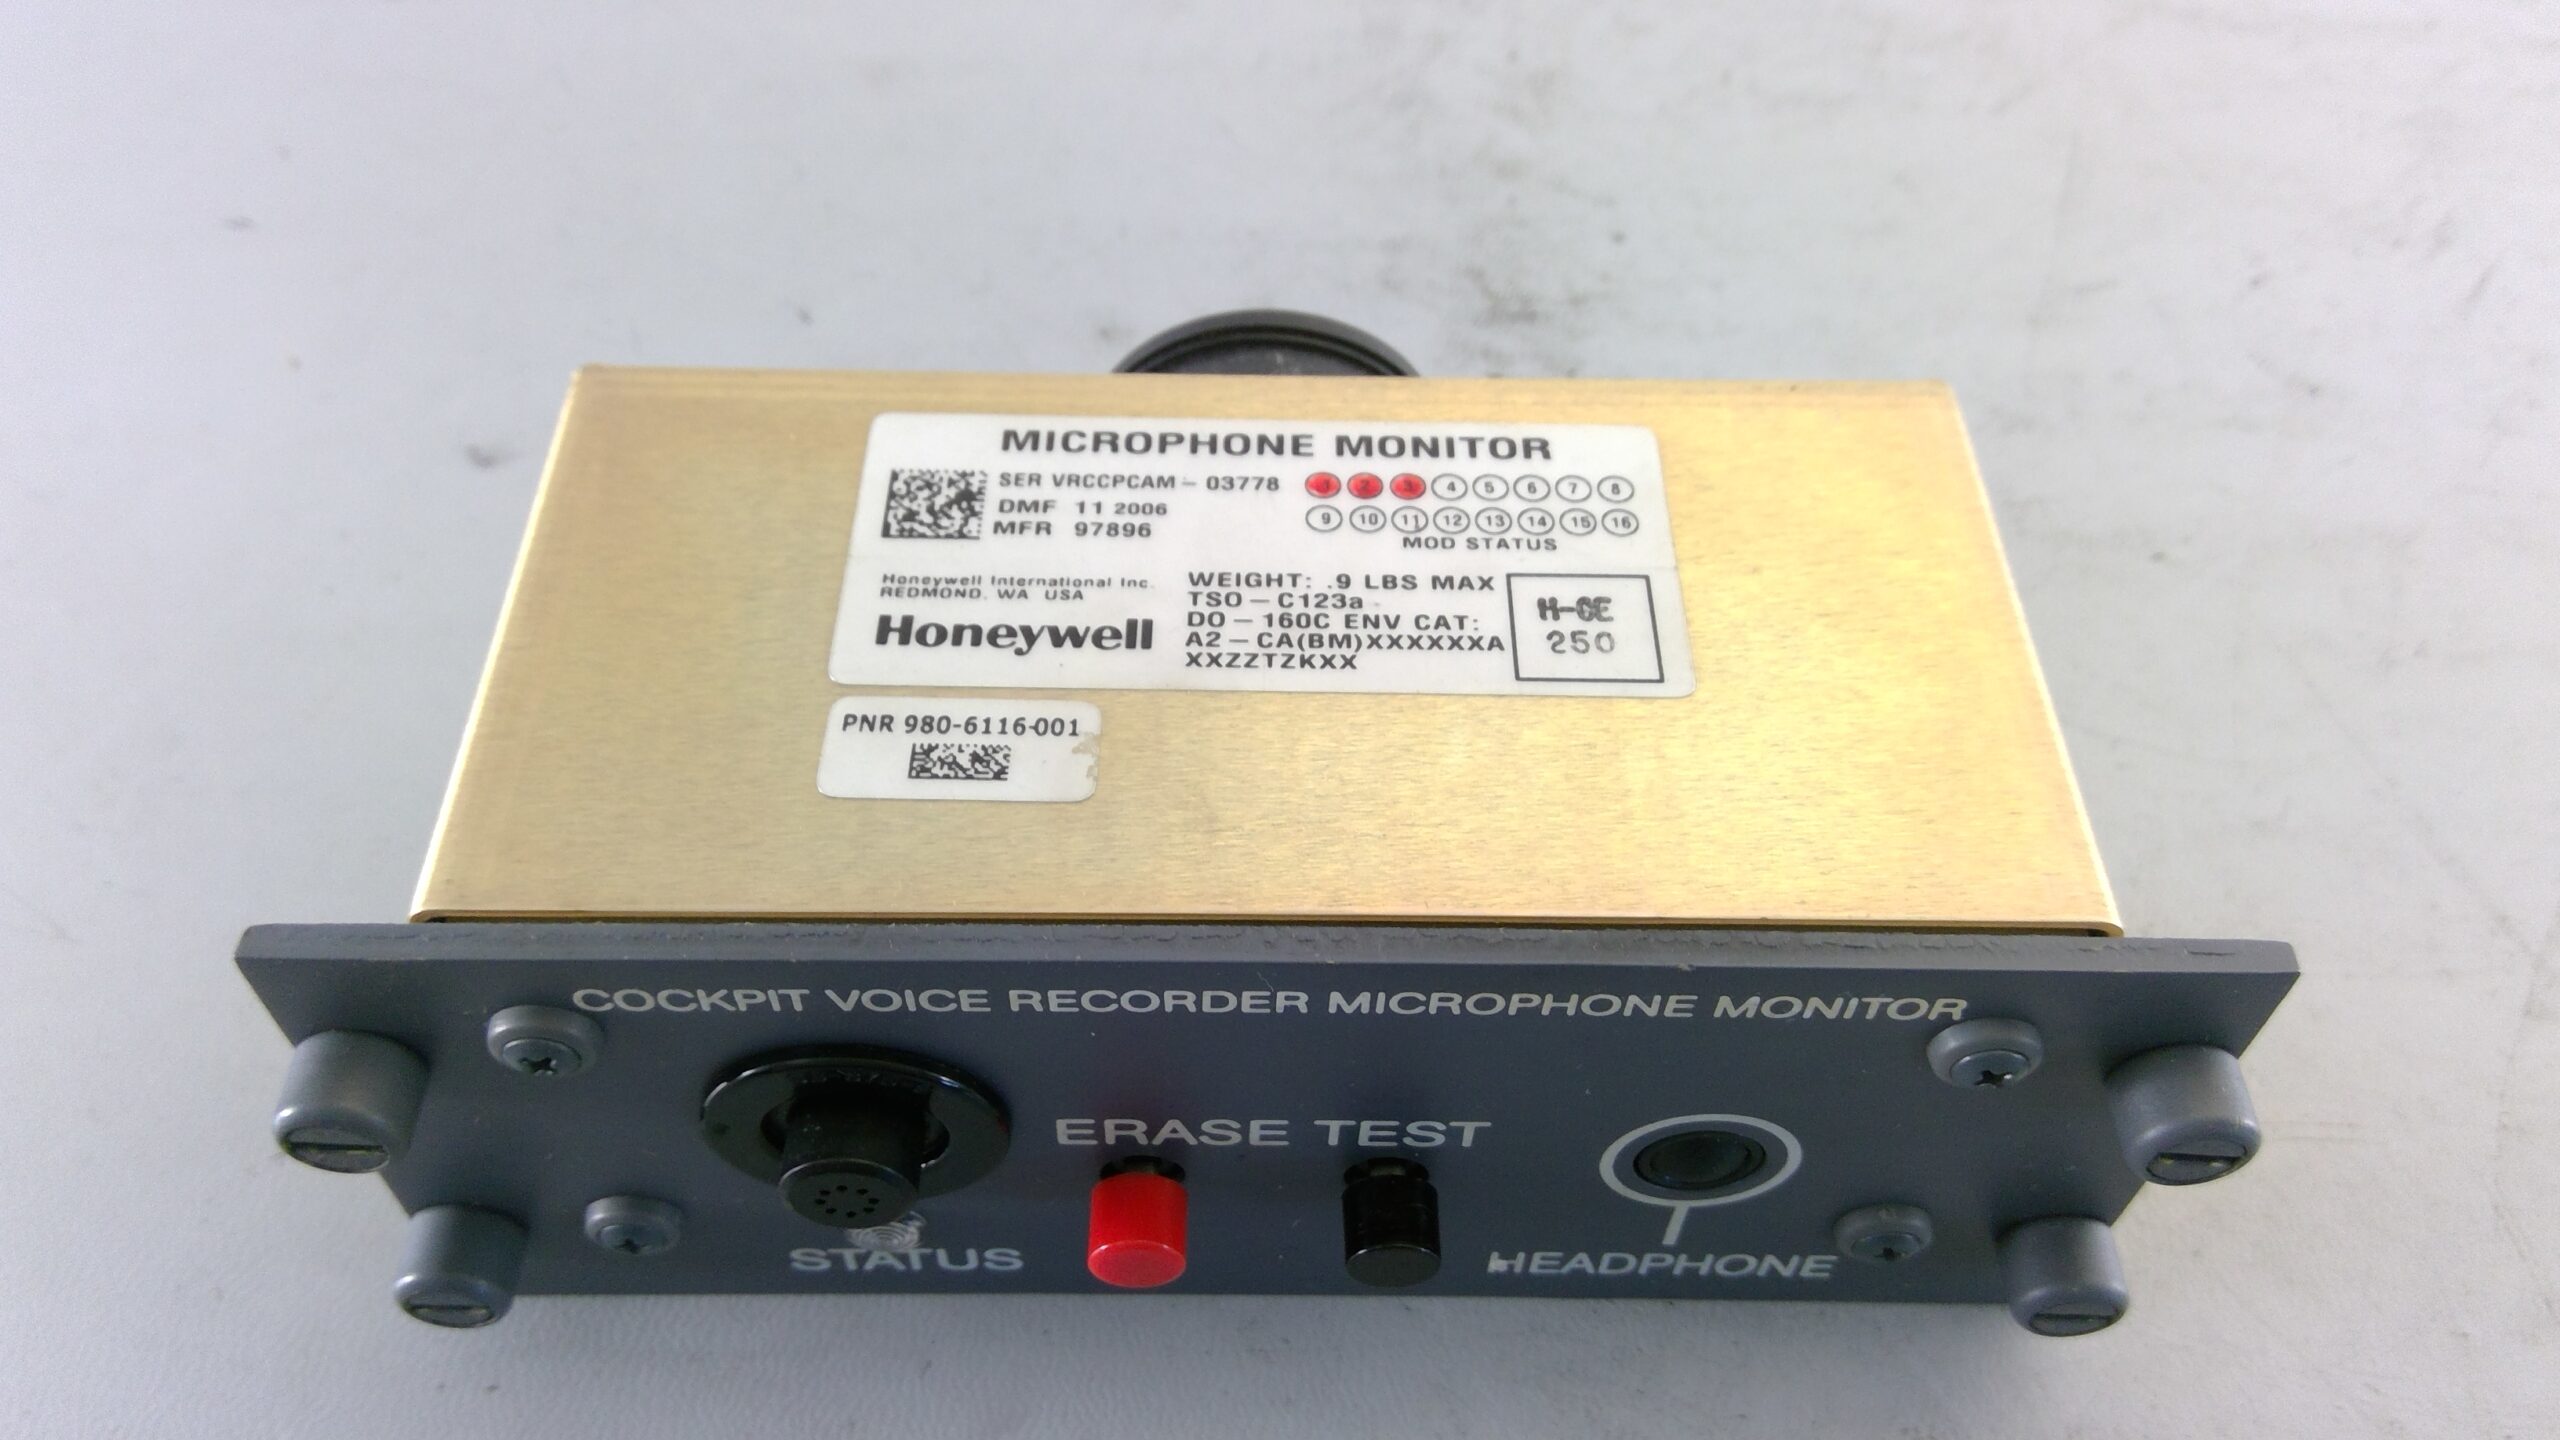 MICROPHONE MONITOR
SER VRCCPCAM - 03778
DMF 11 2006
MFR 97896
1 2 3 4 5 6 7 8
9 10 11 12 13 14 15 16
MOD STATUS
Honeywell International Inc.
REDMOND, WA USA
Honeywell
WEIGHT: .9 LBS MAX
TSO - C123a
DO - 160C ENV CAT:
A2 - CA(BM)XXXXXXA
XXZZTZKXX
250
PNR 980-6116-001
COCKPIT VOICE RECORDER MICROPHONE MONITOR
ERASE TEST
STATUS
HEADPHONE